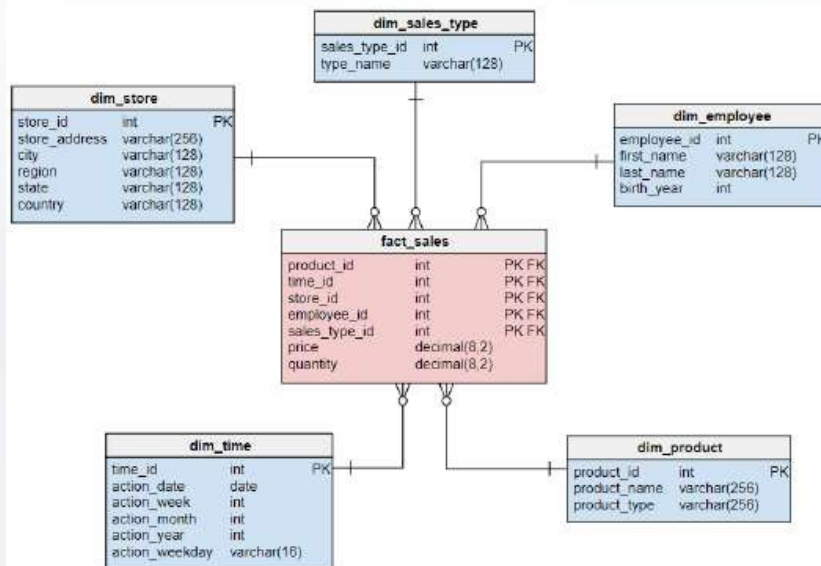 dim_sales_type
sales_type_id int PK
type_name varchar(128)
dim_store
store_id int PK
store_address varchar(256)
city varchar(128)
region varchar(128)
state varchar(128)
country varchar(128)
dim_employee
employee_id int PK
first_name varchar(128)
last_name varchar(128)
birth_year int
fact_sales
product_id int PK FK
time_id int PK FK
store_id int PK FK
employee_id int PK FK
sales_type_id int PK FK
price decimal(8,2)
quantity decimal(8,2)
dim_time
time_id int PK
action_date date
action_week int
action_month int
action_year int
action_weekday varchar(16)
dim_product
product_id int PK
product_name varchar(256)
product_type varchar(256)